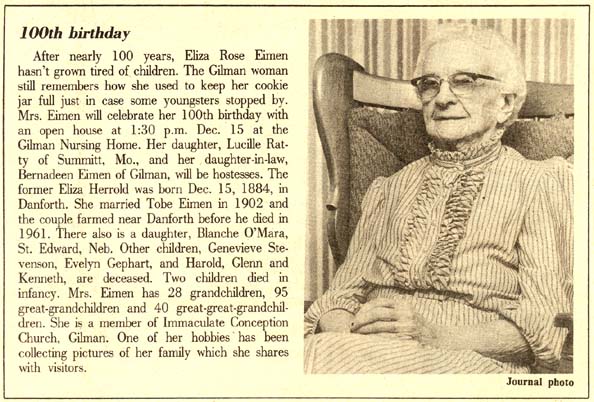 100th birthday
After nearly 100 years, Eliza Rose Eimen
hasn't grown tired of children. The Gilman woman
still remembers how she used to keep her cookie
jar full just in case some youngsters stopped by.
Mrs. Eimen will celebrate her 100th birthday with
an open house at 1:30 p.m. Dec. 15 at the
Gilman Nursing Home. Her daughter, Lucille Rat-
ty of Summitt, Mo., and her daughter-in-law,
Bernadeen Eimen of Gilman, will be hostesses. The
former Eliza Herrold was born Dec. 15, 1884, in
Danforth. She married Tobe Eimen in 1902 and
the couple farmed near Danforth before he died in
1961. There also is a daughter, Blanche O'Mara,
St. Edward, Neb. Other children, Genevieve Ste-
venson, Evelyn Gephart, and Harold, Glenn and
Kenneth, are deceased. Two children died in
infancy. Mrs. Eimen has 28 grandchildren, 95
great-grandchildren and 40 great-great-grandchil-
dren. She is a member of Immaculate Conception
Church, Gilman. One of her hobbies has been
collecting pictures of her family which she shares
with visitors.
Journal photo